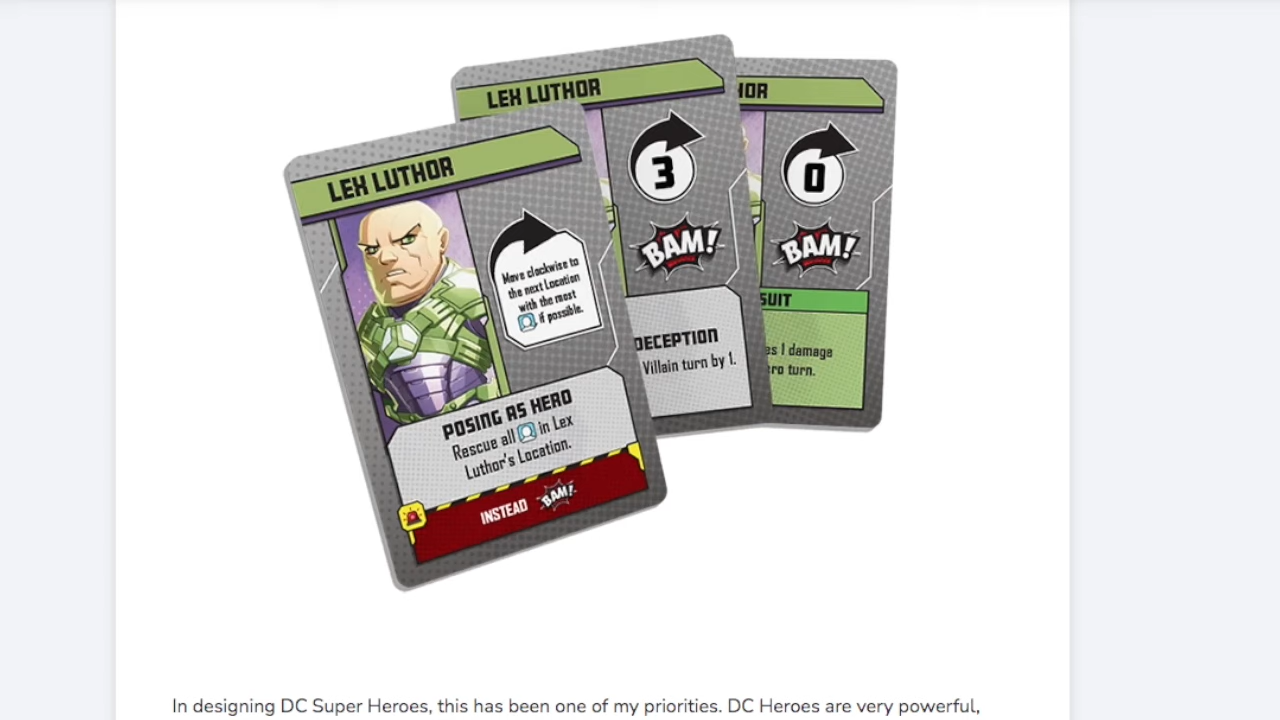 LEX LUTHOR
Move clockwise to
the next Location
with the most
, if possible.
POSING AS HERO
Rescue all in Lex
Luthor's Location.
INSTEAD BAM!
LEX LUTHOR
3
BAM!
DECEPTION
Villain turn by 1.
HOR
0
BAM!
SUIT
es 1 damage
ro turn.
In designing DC Super Heroes, this has been one of my priorities. DC Heroes are very powerful,